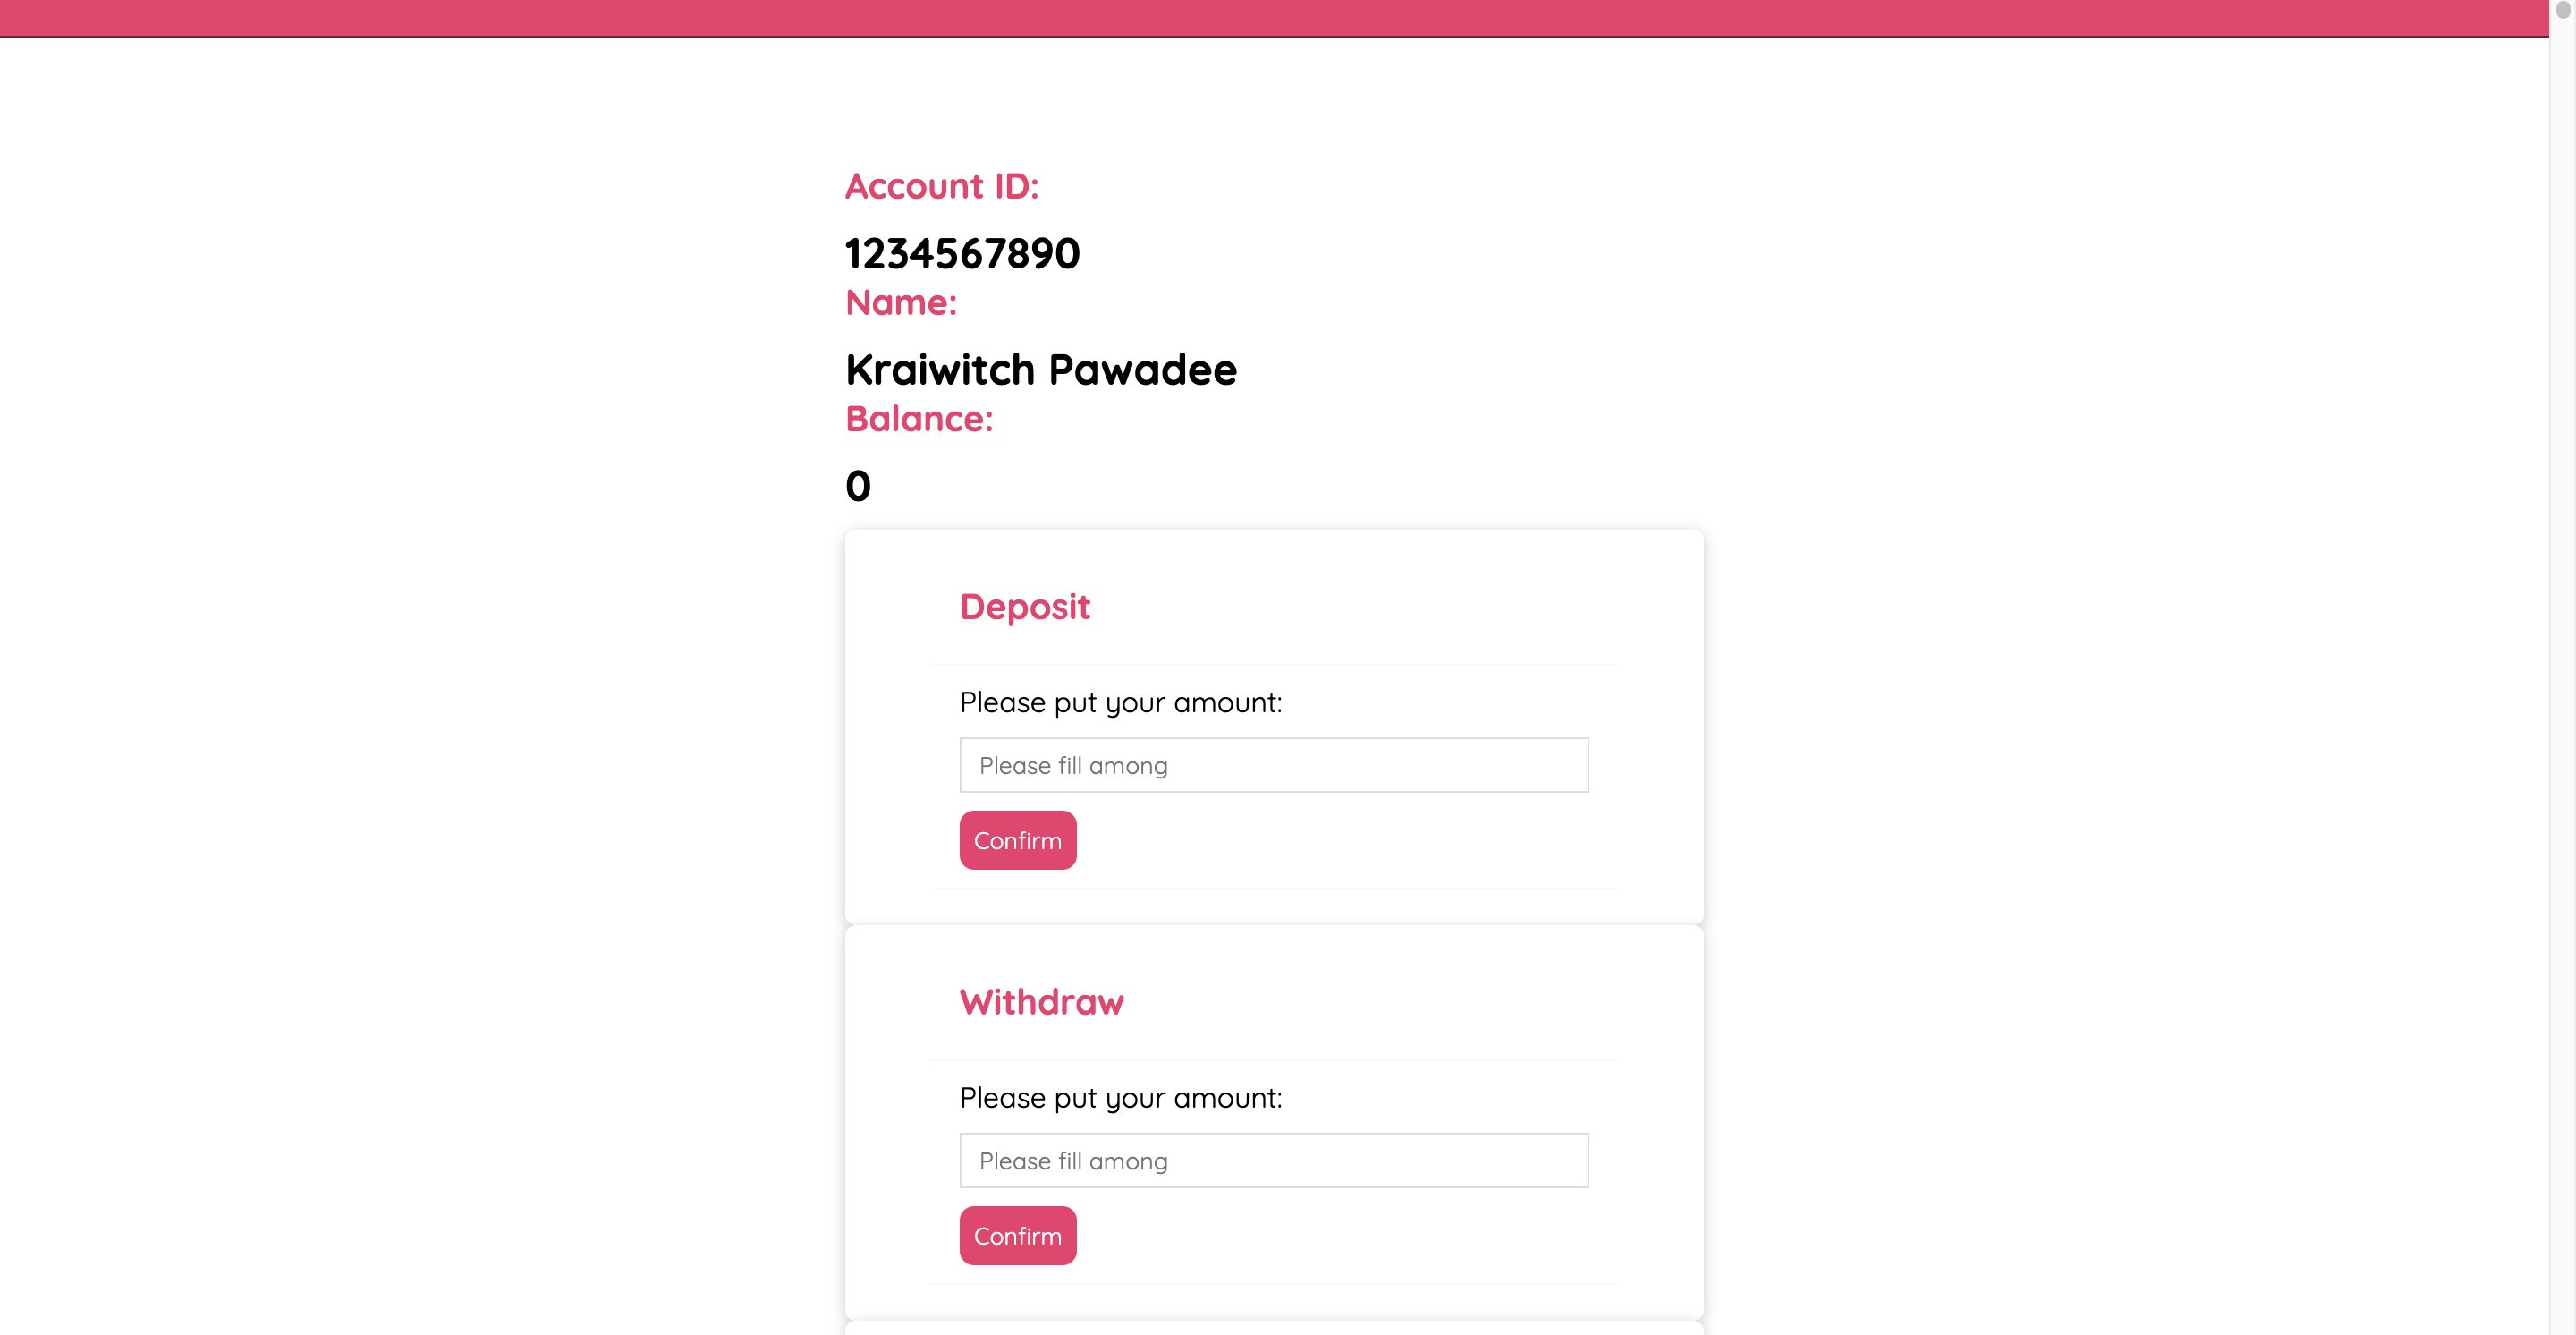 Account ID:
1234567890
Name:
Kraiwitch Pawadee
Balance:
0
Deposit
Please put your amount:
Please fill among
Confirm
Withdraw
Please put your amount:
Please fill among
Confirm